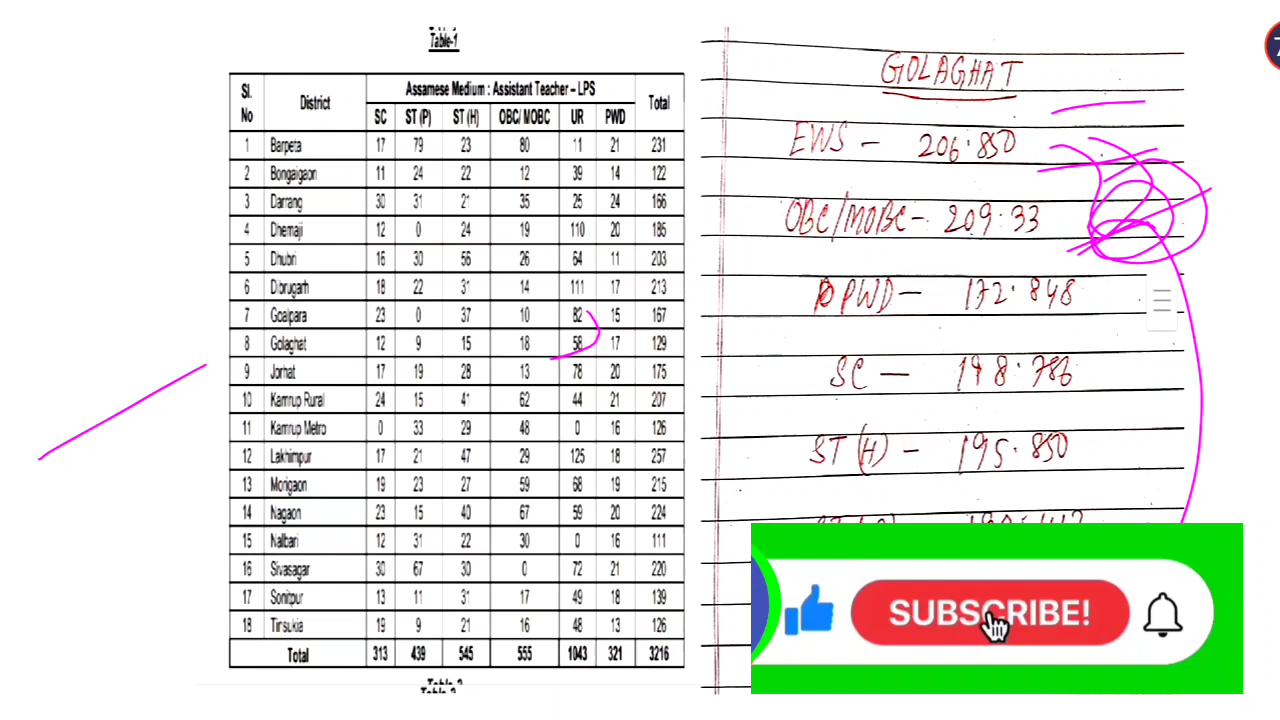 Table-1
Sl. No District Assamese Medium : Assistant Teacher – LPS Total
SC ST (P) ST (H) OBC/ MOBC UR PWD
1 Barpeta 17 79 23 80 11 21 231
2 Bongaigaon 11 24 22 12 39 14 122
3 Darrang 30 31 21 35 25 24 166
4 Dhemaji 12 0 24 19 110 20 185
5 Dhubri 16 30 56 26 64 11 203
6 Dibrugarh 18 22 31 14 111 17 213
7 Goalpara 23 0 37 10 82 15 167
8 Golaghat 12 9 15 18 58 17 129
9 Jorhat 17 19 28 13 78 20 175
10 Kamrup Rural 24 15 41 62 44 21 207
11 Kamrup Metro 0 33 29 48 0 16 126
12 Lakhimpur 17 21 47 29 125 18 257
13 Morigaon 19 23 27 59 68 19 215
14 Nagaon 23 15 40 67 59 20 224
15 Nalbari 12 31 22 30 0 16 111
16 Sivasagar 30 67 30 0 72 21 220
17 Sonitpur 13 11 31 17 49 18 139
18 Tinsukia 19 9 21 16 48 13 126
Total 313 439 545 555 1043 321 3216
GOLAGHAT
EWS – 206.850
OBC/MOBC – 209.33
PWD – 172.848
SC – 198.786
ST (H) – 195.850
SUBSCRIBE!